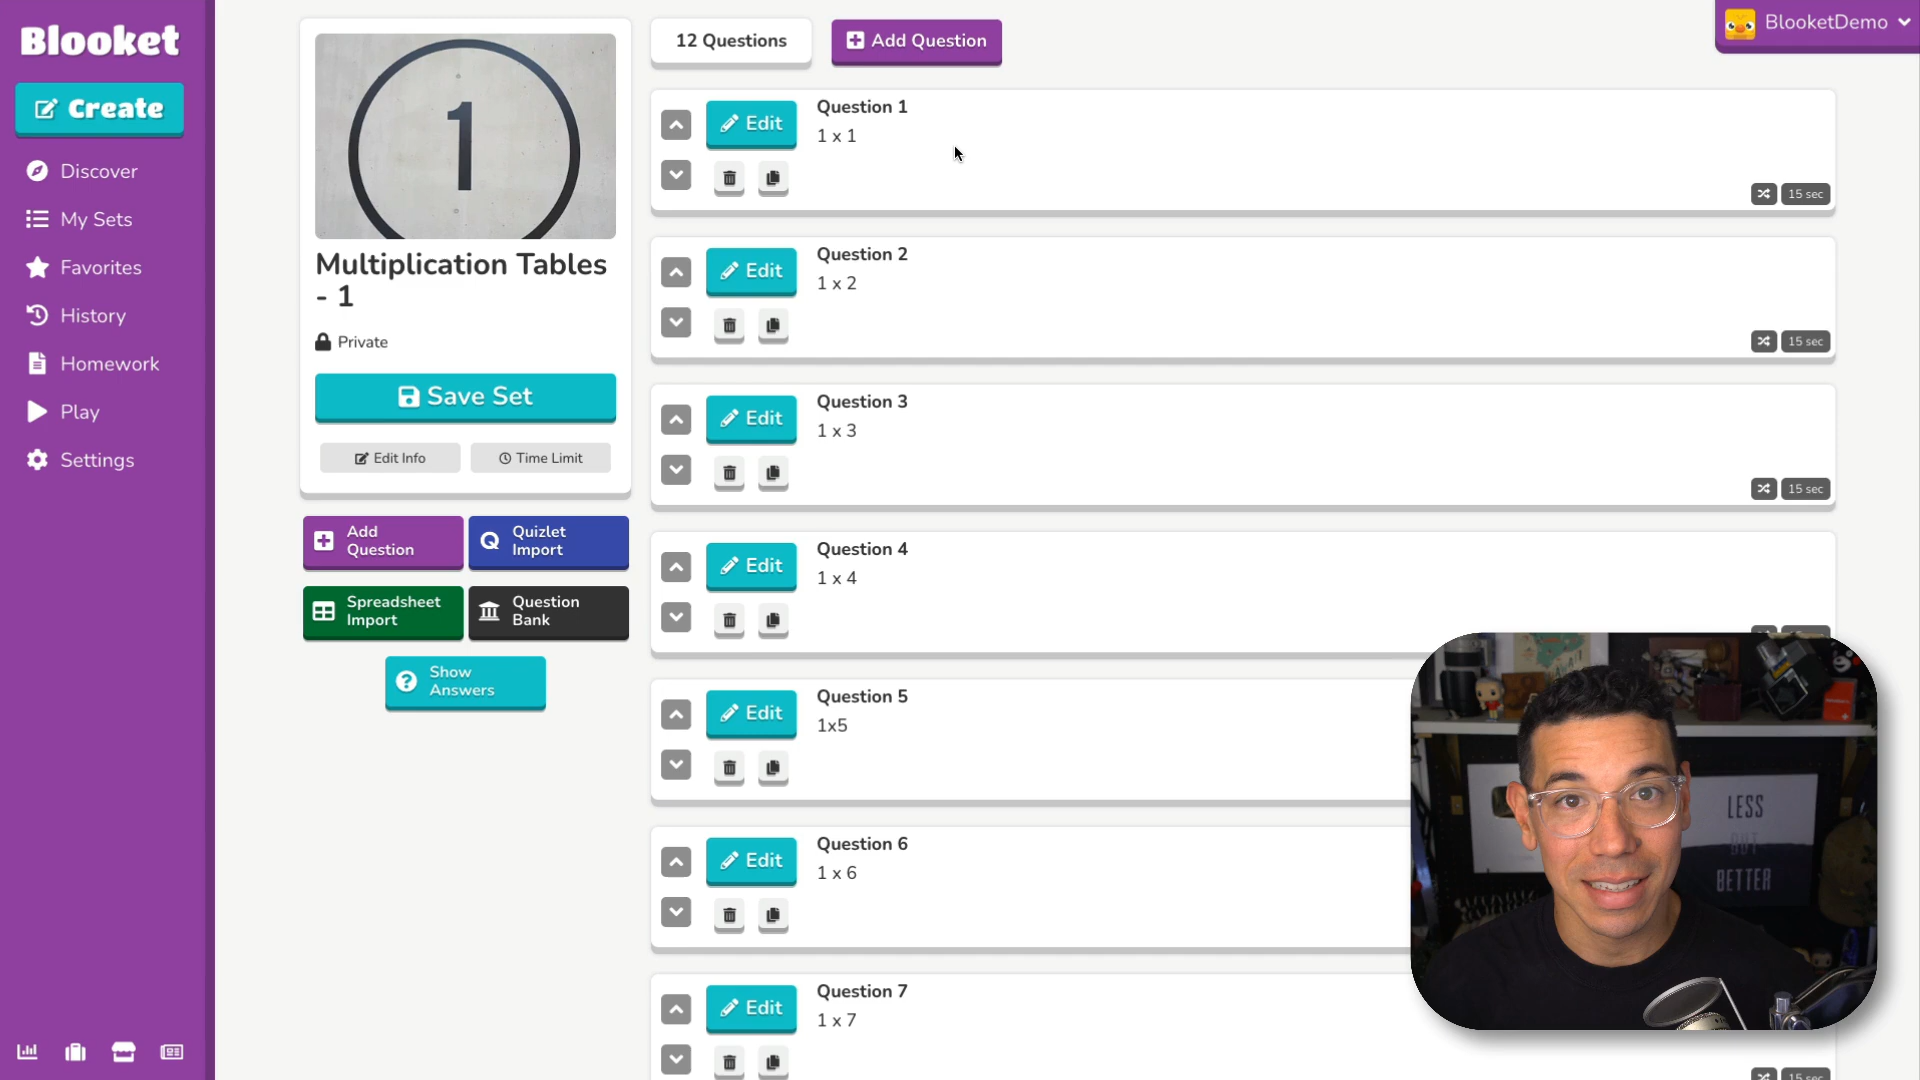 Blooket
Create
Discover
My Sets
Favorites
History
Homework
Play
Settings
1
Multiplication Tables
- 1
Private
Save Set
Edit Info
Time Limit
Add
Question
Quizlet
Import
Spreadsheet
Import
Question
Bank
Show
Answers
12 Questions
Add Question
BlooketDemo
Edit
Question 1
1 x 1
15 sec
Edit
Question 2
1 x 2
15 sec
Edit
Question 3
1 x 3
15 sec
Edit
Question 4
1 x 4
Edit
Question 5
1x5
Edit
Question 6
1 x 6
Edit
Question 7
1 x 7
15 sec
LESS
BUT
BETTER